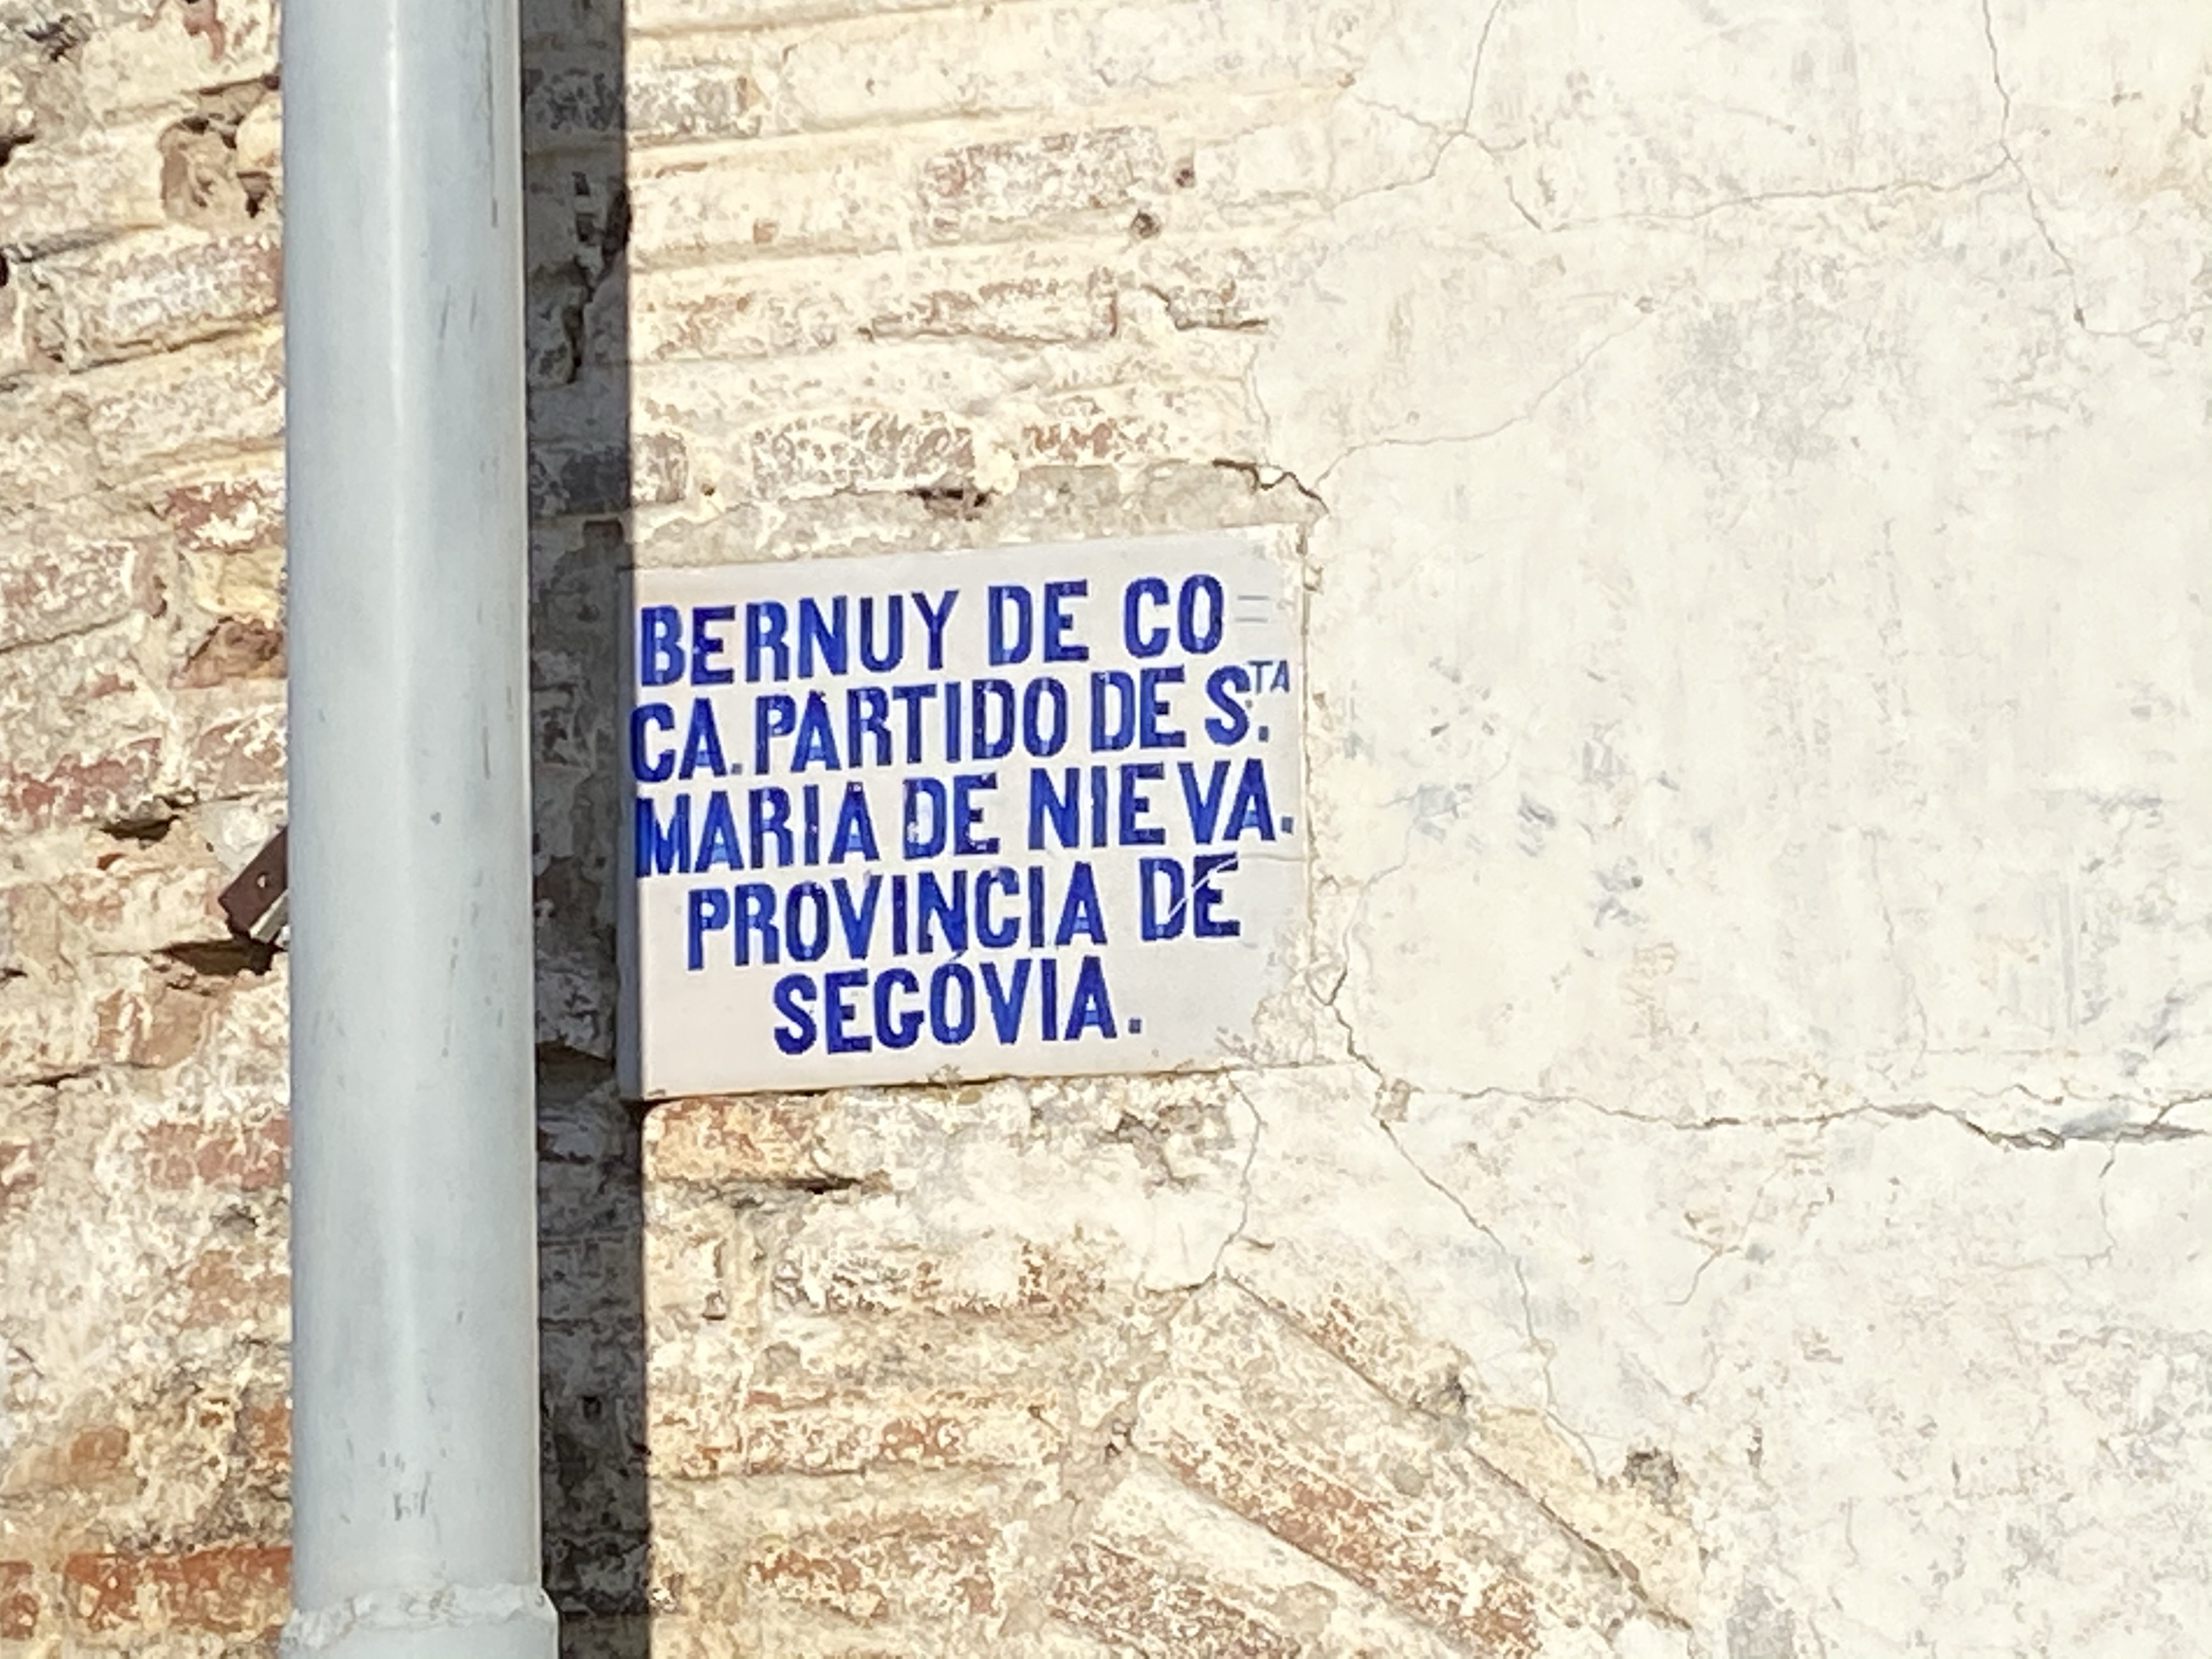 BERNUY DE CO=
CA. PARTIDO DE S.TA
MARIA DE NIEVA.
PROVINCIA DE
SEGÓVIA.